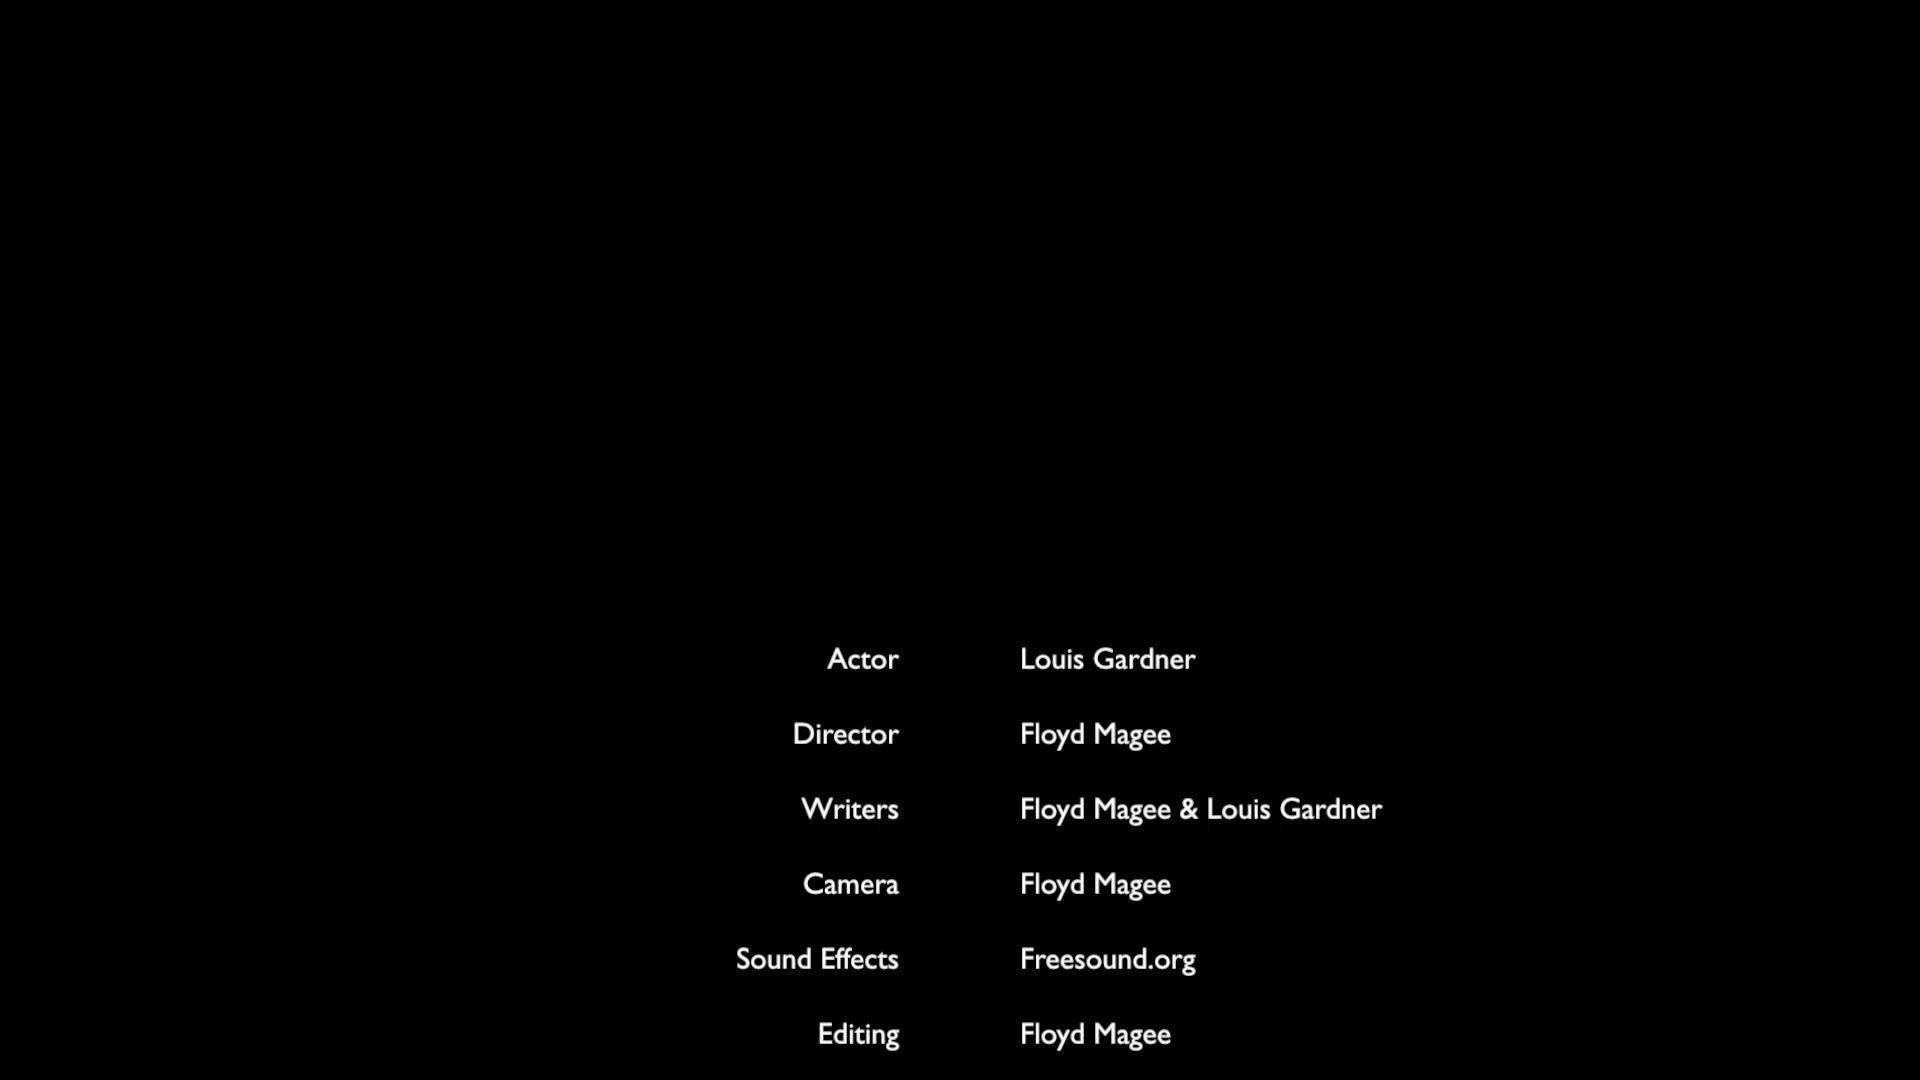 Actor Louis Gardner
Director Floyd Magee
Writers Floyd Magee & Louis Gardner
Camera Floyd Magee
Sound Effects Freesound.org
Editing Floyd Magee